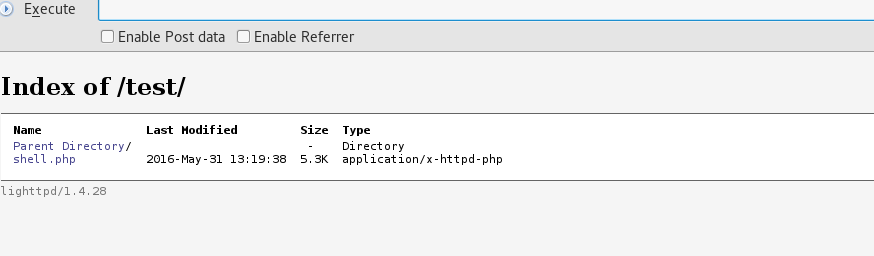 Execute
Enable Post data Enable Referrer
Index of /test/
Name Last Modified Size Type
Parent Directory/ - Directory
shell.php 2016-May-31 13:19:38 5.3K application/x-httpd-php
lighttpd/1.4.28